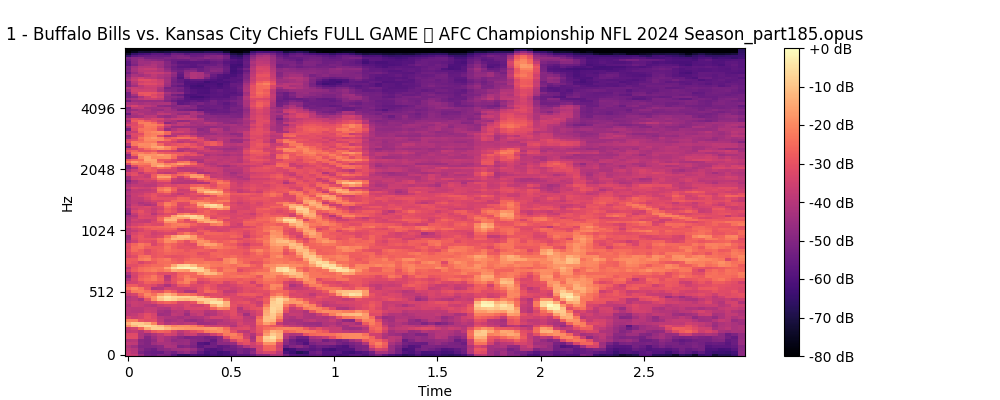 1 - Buffalo Bills vs. Kansas City Chiefs FULL GAME ▯ AFC Championship NFL 2024 Season_part185.opus
+0 dB
-10 dB
-20 dB
-30 dB
-40 dB
-50 dB
-60 dB
-70 dB
-80 dB
4096
2048
1024
512
0
Hz
0
0.5
1
1.5
2
2.5
Time